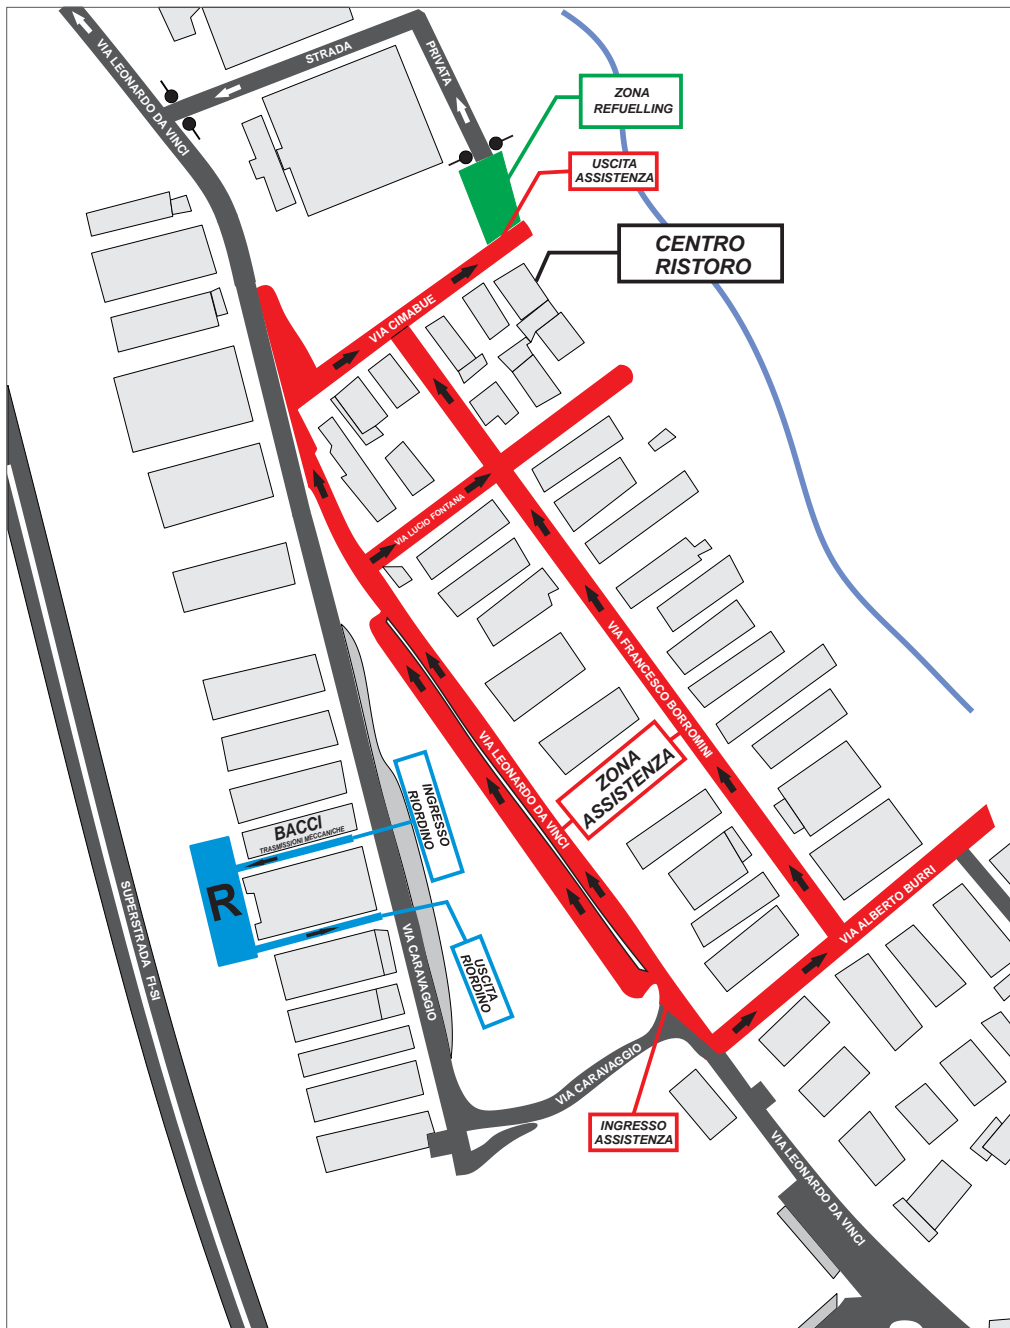 VIA LEONARDO DA VINCI
STRADA
PRIVATA
ZONA
REFUELLING
USCITA
ASSISTENZA
CENTRO
RISTORO
VIA CIMABUE
VIA LUCIO FONTANA
VIA FRANCESCO BORROMINI
VIA LEONARDO DA VINCI
ZONA
ASSISTENZA
INGRESSO
RIORDINO
BACCI
TRASMISSIONI MECCANICHE
R
VIA ALBERTO BURRI
SUPERSTRADA FI-SI
VIA CARAVAGGIO
USCITA
RIORDINO
VIA CARAVAGGIO
INGRESSO
ASSISTENZA
VIA LEONARDO DA VINCI